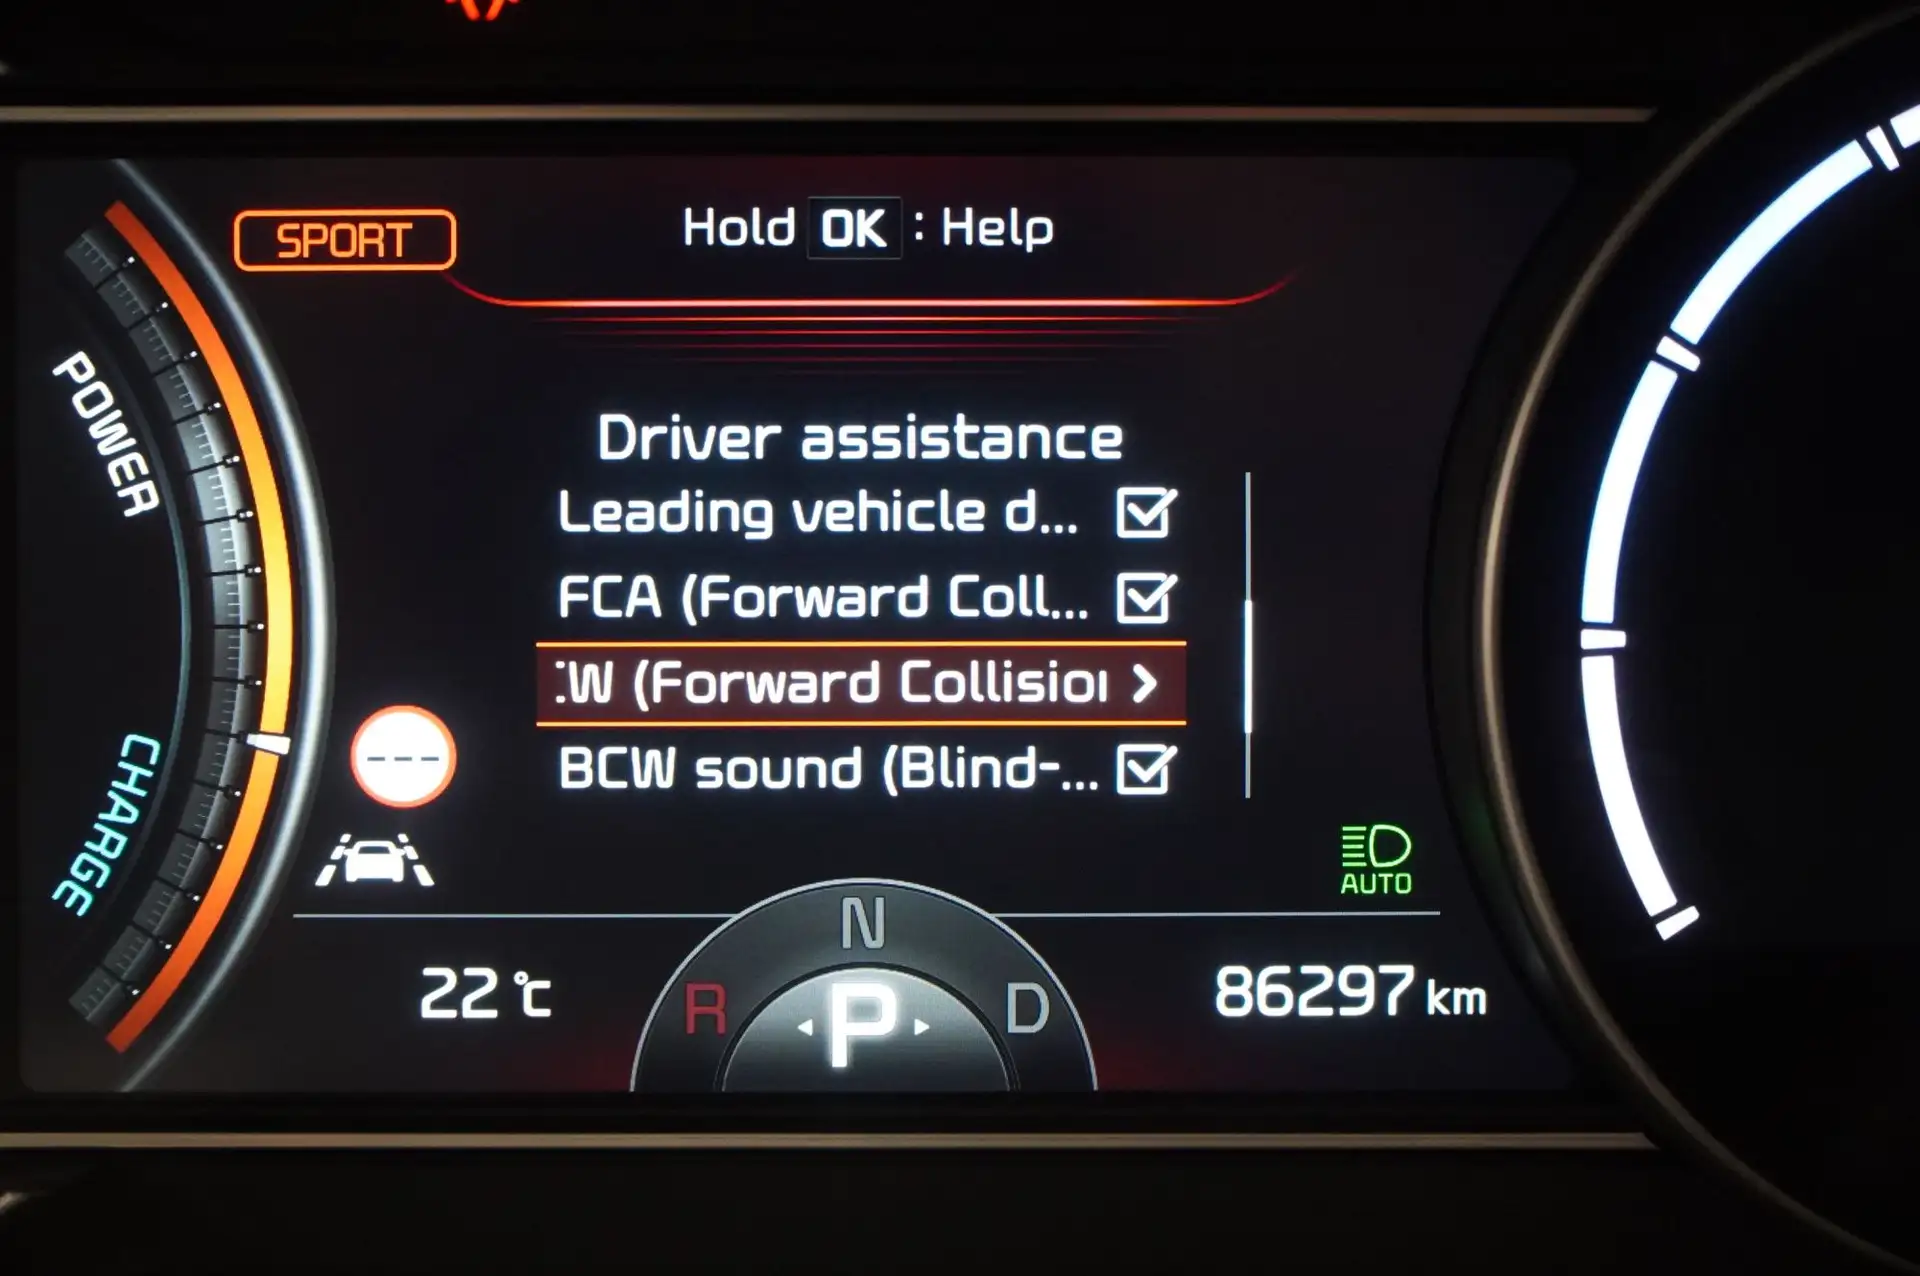 SPORT
Hold OK : Help
Driver assistance
Leading vehicle d...
FCA (Forward Coll...
W (Forward Collision
BCW sound (Blind-...
POWER
CHARGE
---
AUTO
22 °C
R N D
P
86297 km